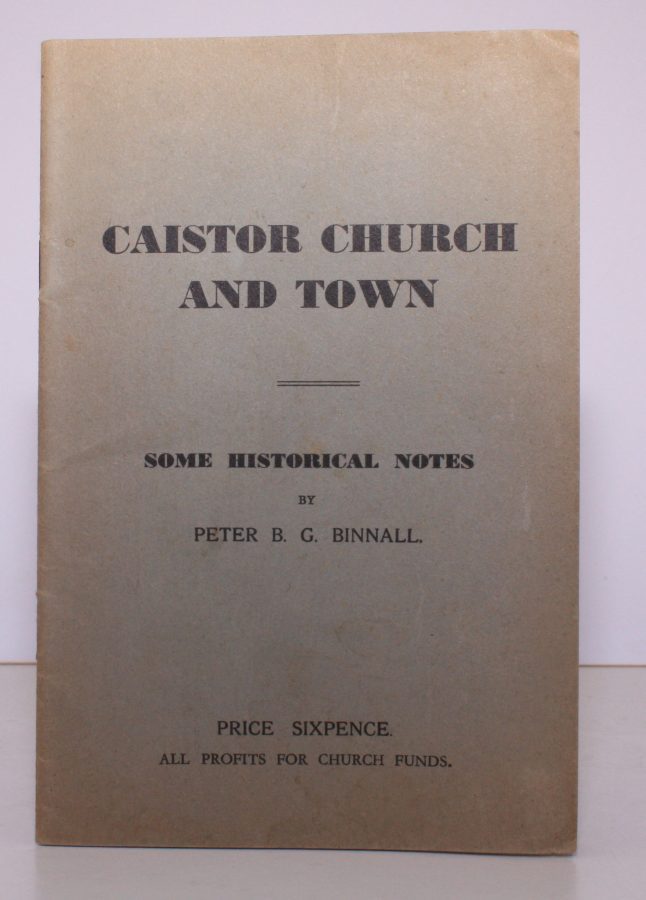 CAISTOR CHURCH
AND TOWN
SOME HISTORICAL NOTES
BY
PETER B. G. BINNALL.
PRICE SIXPENCE.
ALL PROFITS FOR CHURCH FUNDS.